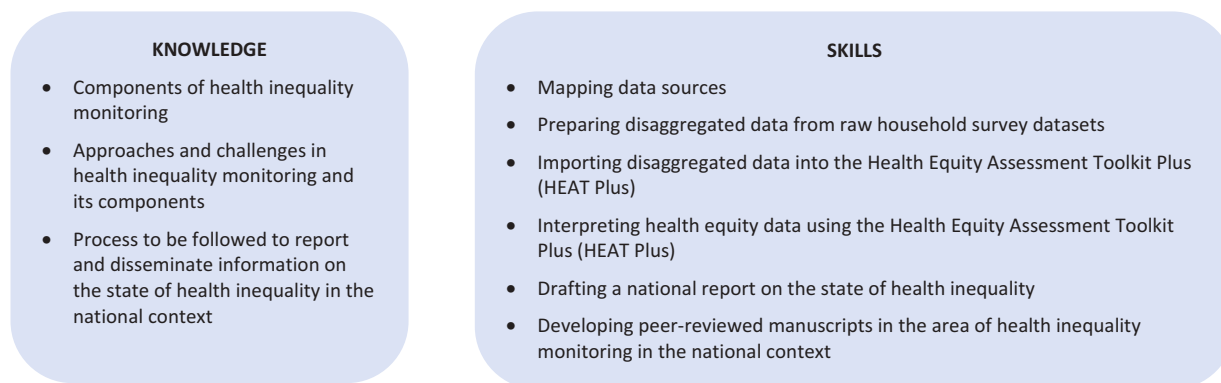 KNOWLEDGE
• Components of health inequality
monitoring
• Approaches and challenges in
health inequality monitoring and
its components
• Process to be followed to report
and disseminate information on
the state of health inequality in the
national context
SKILLS
• Mapping data sources
• Preparing disaggregated data from raw household survey datasets
• Importing disaggregated data into the Health Equity Assessment Toolkit Plus
(HEAT Plus)
• Interpreting health equity data using the Health Equity Assessment Toolkit
Plus (HEAT Plus)
• Drafting a national report on the state of health inequality
• Developing peer-reviewed manuscripts in the area of health inequality
monitoring in the national context